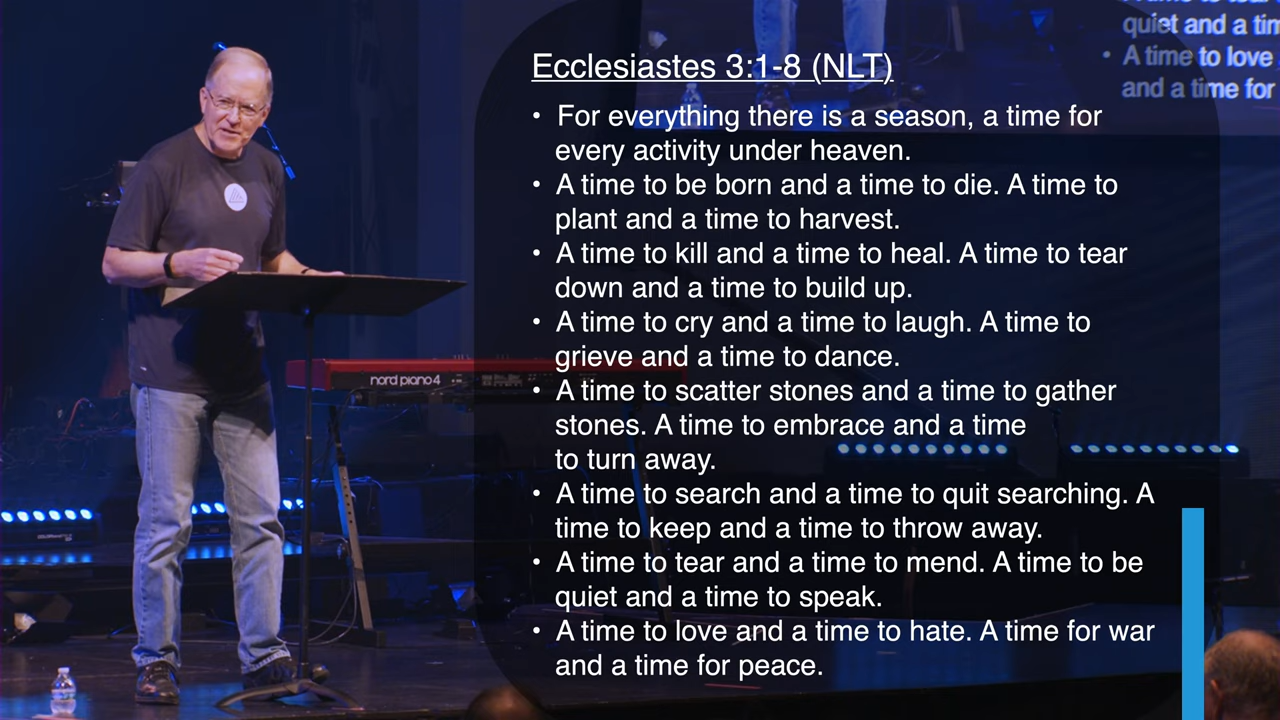 Ecclesiastes 3:1-8 (NLT)
• For everything there is a season, a time for
every activity under heaven.
• A time to be born and a time to die. A time to
plant and a time to harvest.
• A time to kill and a time to heal. A time to tear
down and a time to build up.
• A time to cry and a time to laugh. A time to
grieve and a time to dance.
• A time to scatter stones and a time to gather
stones. A time to embrace and a time
to turn away.
• A time to search and a time to quit searching. A
time to keep and a time to throw away.
• A time to tear and a time to mend. A time to be
quiet and a time to speak.
• A time to love and a time to hate. A time for war
and a time for peace.
quiet and a tim
• A time to love
and a time for
nord piano 4